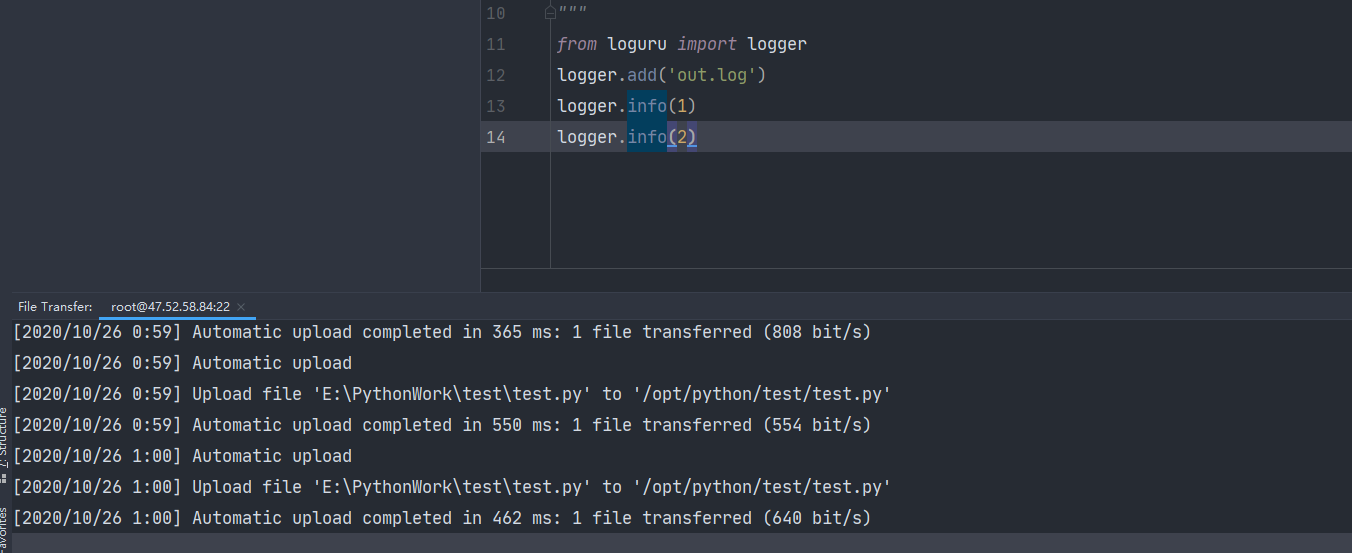 10 """
11 from loguru import logger
12 logger.add('out.log')
13 logger.info(1)
14 logger.info(2)
File Transfer: root@47.52.58.84:22 ×
[2020/10/26 0:59] Automatic upload completed in 365 ms: 1 file transferred (808 bit/s)
[2020/10/26 0:59] Automatic upload
[2020/10/26 0:59] Upload file 'E:\PythonWork\test\test.py' to '/opt/python/test/test.py'
[2020/10/26 0:59] Automatic upload completed in 550 ms: 1 file transferred (554 bit/s)
[2020/10/26 1:00] Automatic upload
[2020/10/26 1:00] Upload file 'E:\PythonWork\test\test.py' to '/opt/python/test/test.py'
[2020/10/26 1:00] Automatic upload completed in 462 ms: 1 file transferred (640 bit/s)
7: Structure